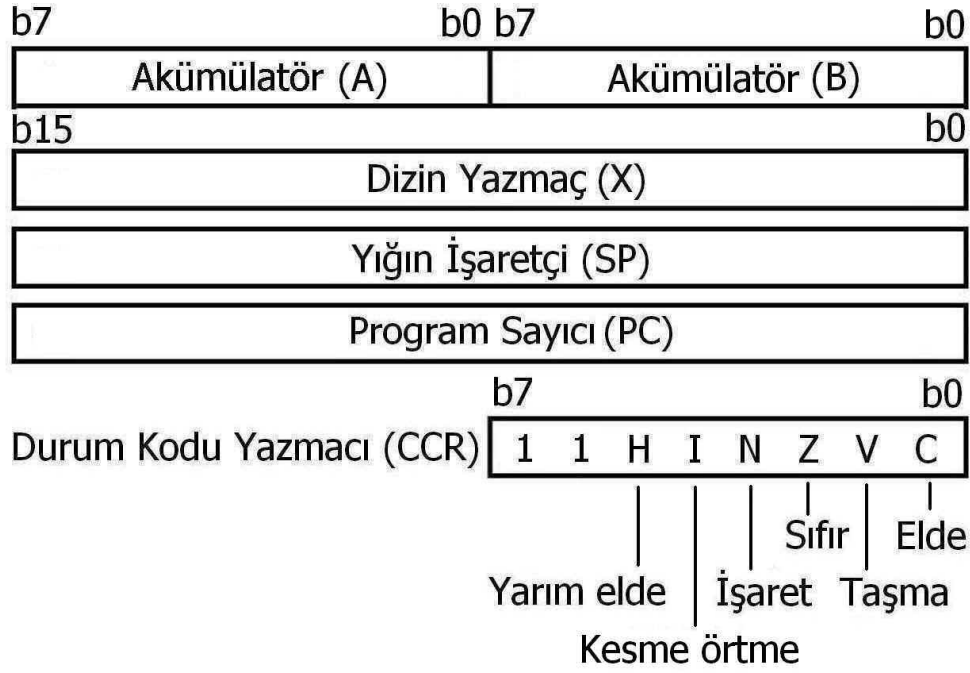 b7 b0 b7 b0
Akümülatör (A) Akümülatör (B)
b15 b0
Dizin Yazmaç (X)
Yığın İşaretçi (SP)
Program Sayıcı (PC)
b7 b0
Durum Kodu Yazmacı (CCR) 1 1 H I N Z V C
Sıfır Elde
Yarım elde İşaret Taşma
Kesme örtme